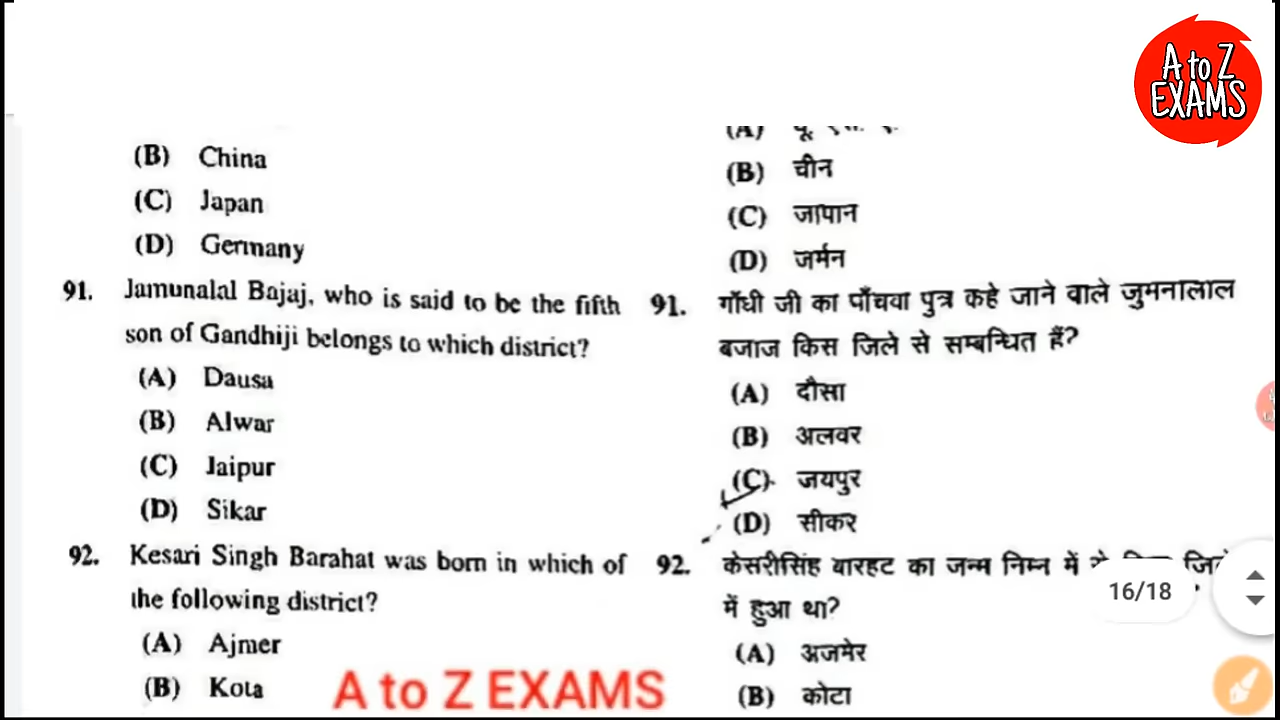 A to Z
EXAMS
(B) China
(C) Japan
(D) Germany
91. Jamunalal Bajaj, who is said to be the fifth
son of Gandhiji belongs to which district?
(A) Dausa
(B) Alwar
(C) Jaipur
(D) Sikar
92. Kesari Singh Barahat was born in which of
the following district?
(A) Ajmer
(B) Kota
(A)
(B) चीन
(C) जापान
(D) जर्मन
91. गाँधी जी का पाँचवा पुत्र कहे जाने वाले जुमनालाल
बजाज किस जिले से सम्बन्धित हैं?
(A) दौसा
(B) अलवर
(C) जयपुर
(D) सीकर
92. केसरीसिंह बारहट का जन्म निम्न में
में हुआ था?
(A) अजमेर
(B) कोटा
16/18
A to Z EXAMS